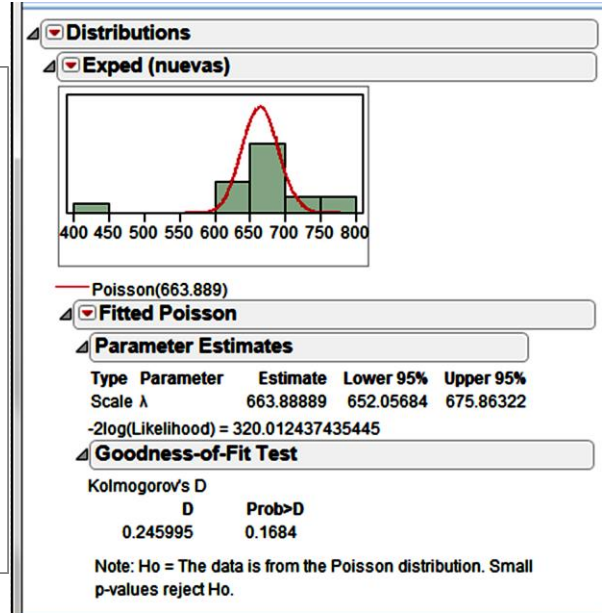 Distributions
Exped (nuevas)
400 450 500 550 600 650 700 750 800
Poisson(663.889)
Fitted Poisson
Parameter Estimates
Type Parameter Estimate Lower 95% Upper 95%
Scale λ 663.88889 652.05684 675.86322
-2log(Likelihood) = 320.012437435445
Goodness-of-Fit Test
Kolmogorov's D
D Prob>D
0.245995 0.1684
Note: Ho = The data is from the Poisson distribution. Small
p-values reject Ho.